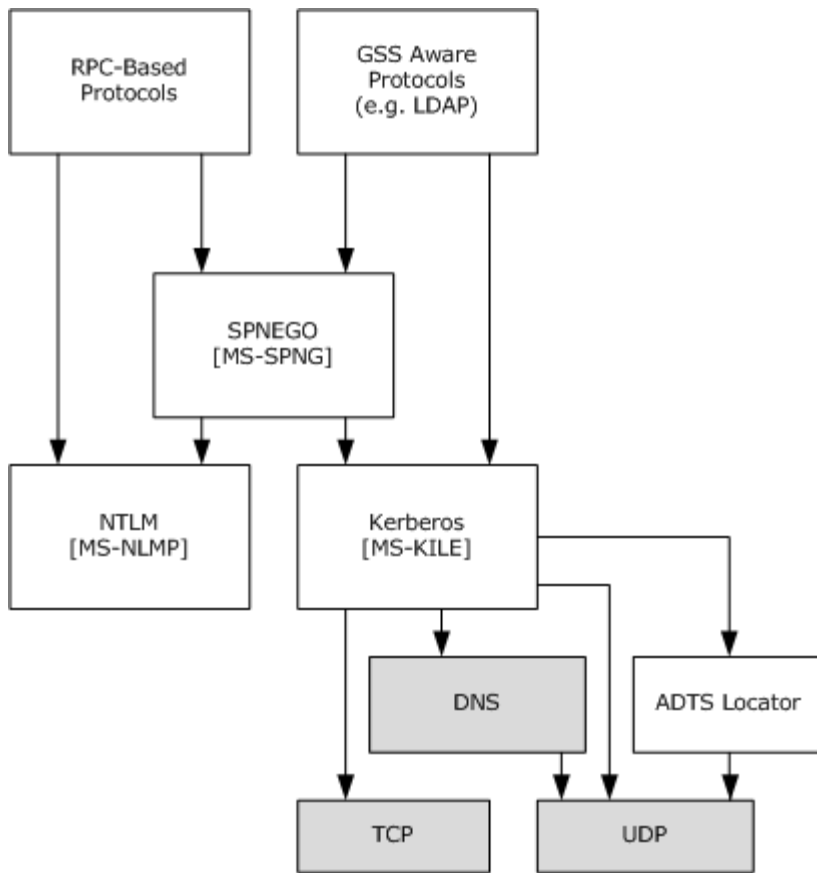 RPC-Based
Protocols
GSS Aware
Protocols
(e.g. LDAP)
SPNEGO
[MS-SPNG]
NTLM
[MS-NLMP]
Kerberos
[MS-KILE]
DNS
ADTS Locator
TCP
UDP